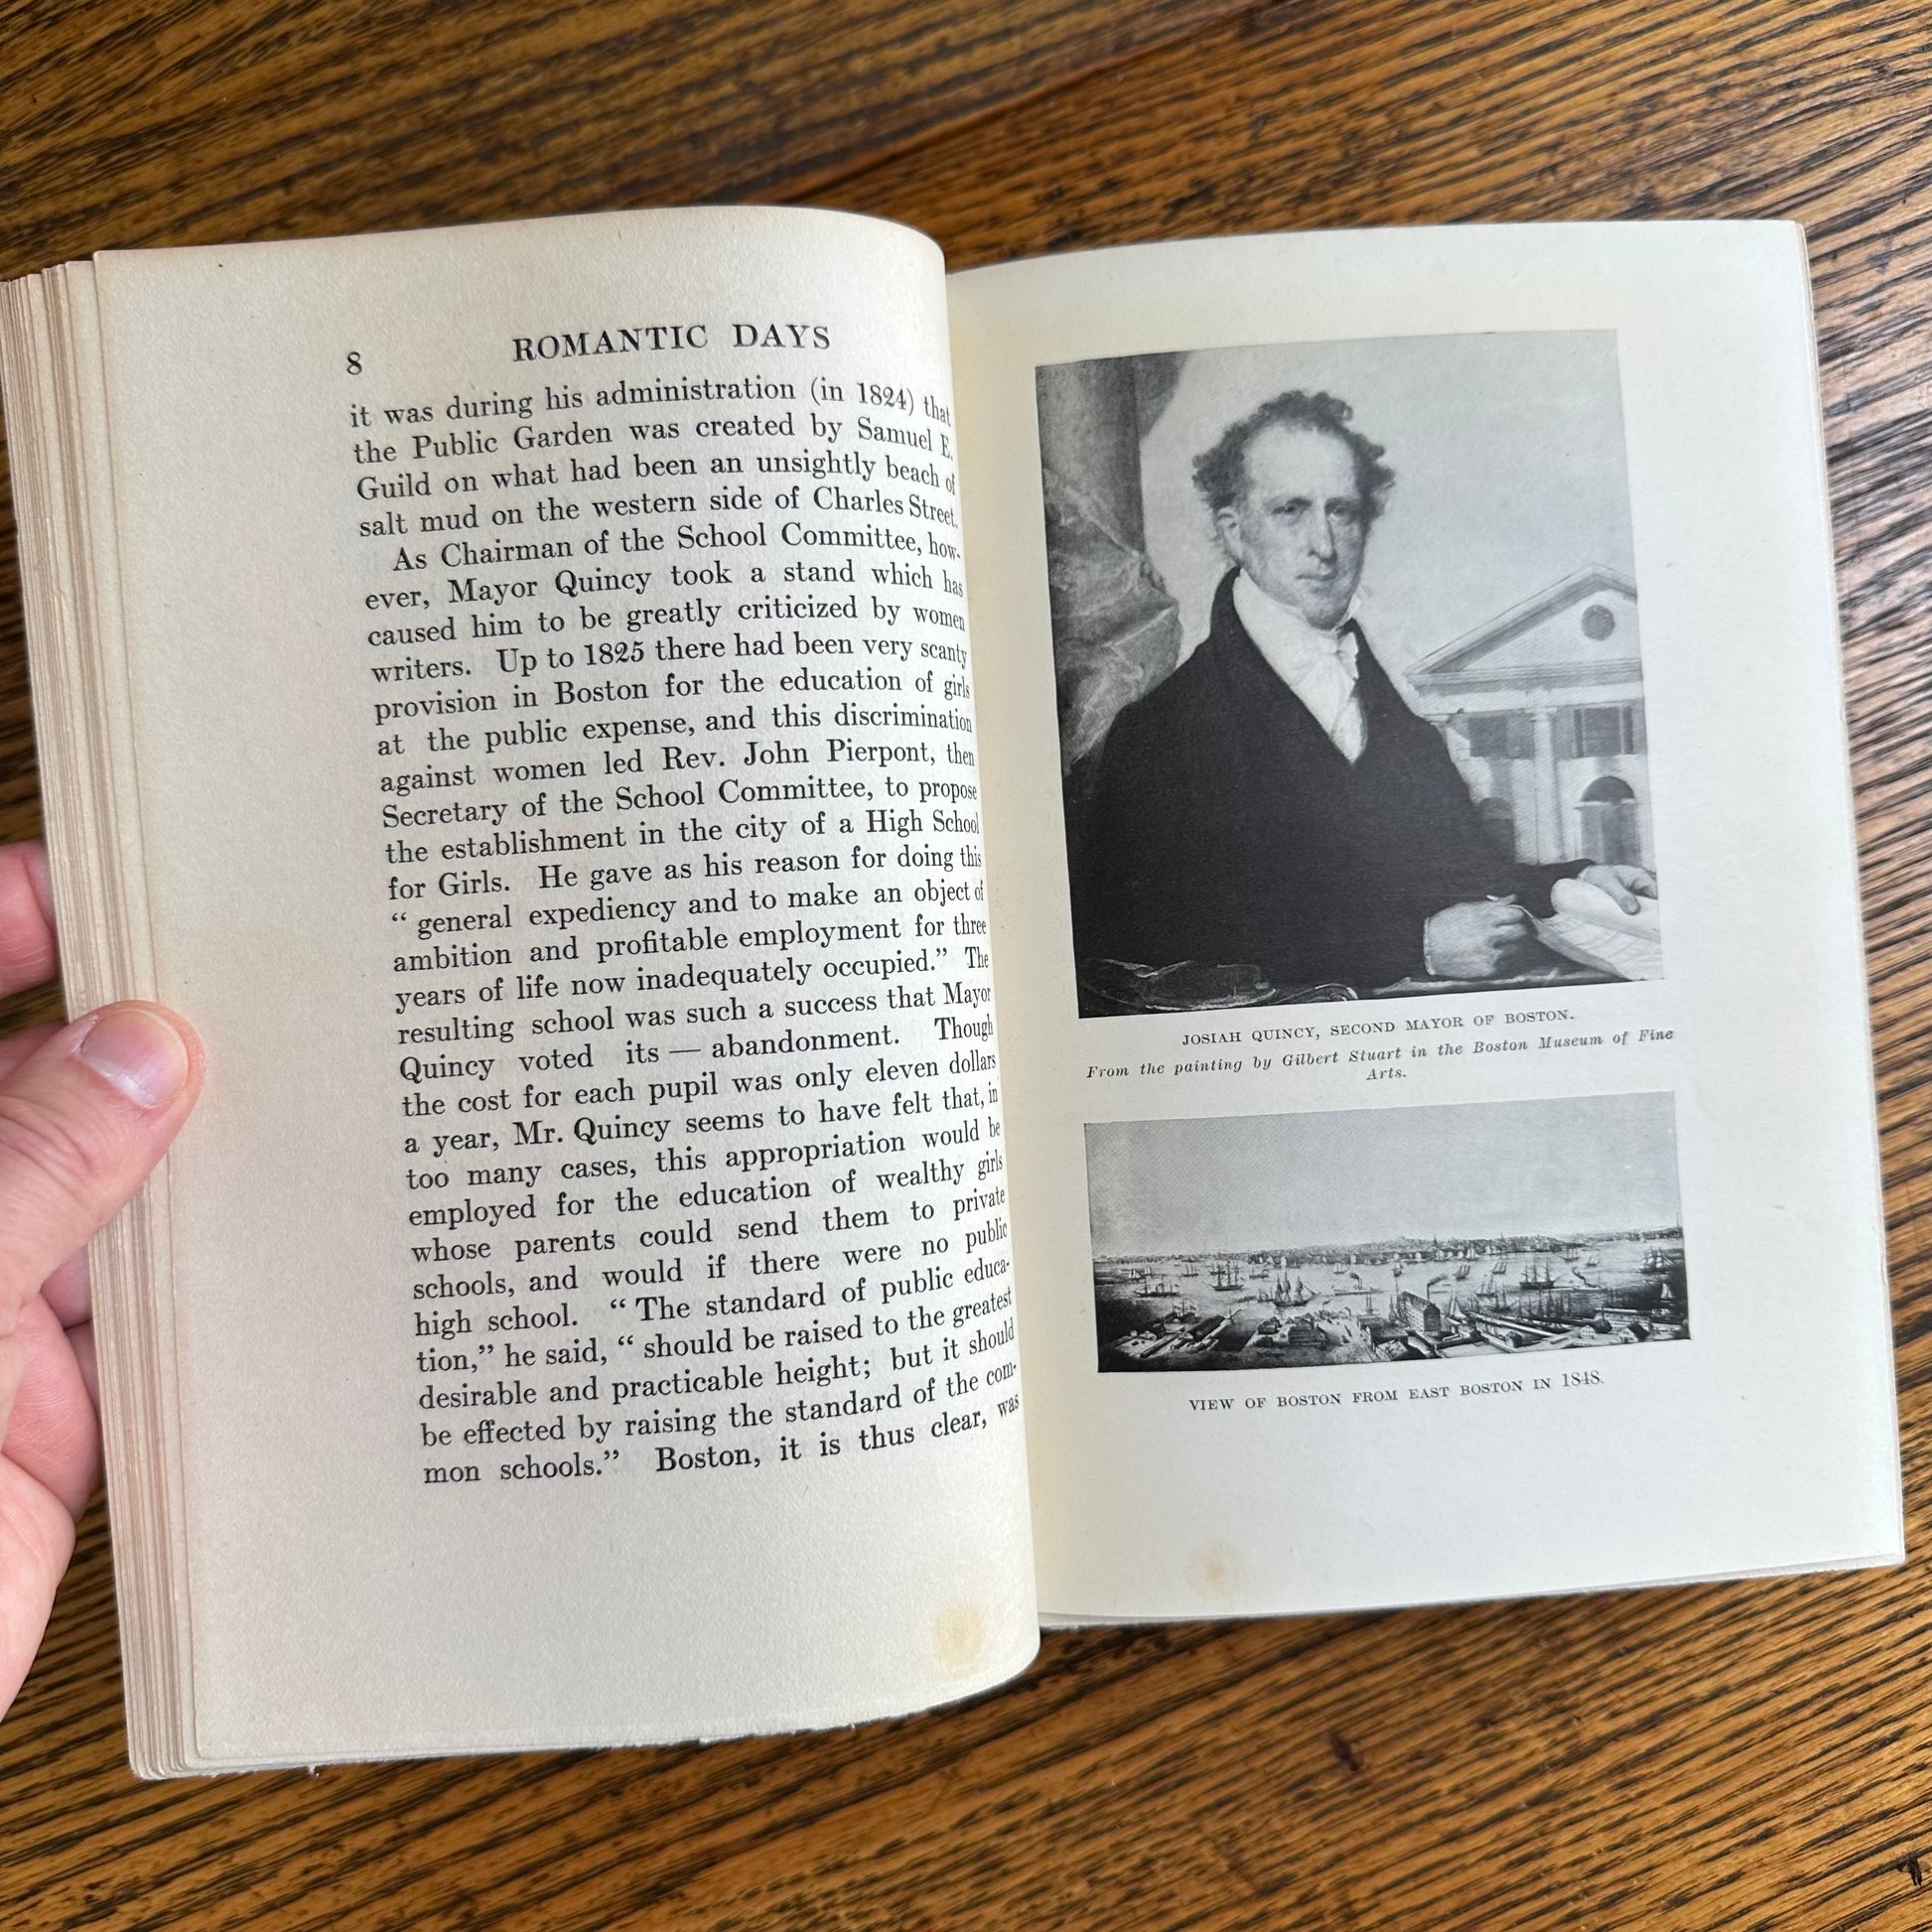 8 ROMANTIC DAYS
it was during his administration (in 1824) that
the Public Garden was created by Samuel E.
Guild on what had been an unsightly beach of
salt mud on the western side of Charles Street.
As Chairman of the School Committee, how-
ever, Mayor Quincy took a stand which has
caused him to be greatly criticized by women
writers. Up to 1825 there had been very scanty
provision in Boston for the education of girls
at the public expense, and this discrimination
against women led Rev. John Pierpont, then
Secretary of the School Committee, to propose
the establishment in the city of a High School
for Girls. He gave as his reason for doing this
“ general expediency and to make an object of
ambition and profitable employment for three
years of life now inadequately occupied.” The
resulting school was such a success that Mayor
Quincy voted its — abandonment. Though
the cost for each pupil was only eleven dollars
a year, Mr. Quincy seems to have felt that, in
too many cases, this appropriation would be
employed for the education of wealthy girls
whose parents could send them to private
schools, and would if there were no public
high school. “ The standard of public educa-
tion,” he said, “ should be raised to the greatest
desirable and practicable height; but it should
be effected by raising the standard of the com-
mon schools.” Boston, it is thus clear, was
JOSIAH QUINCY, SECOND MAYOR OF BOSTON.
From the painting by Gilbert Stuart in the Boston Museum of Fine
Arts.
VIEW OF BOSTON FROM EAST BOSTON IN 1848.